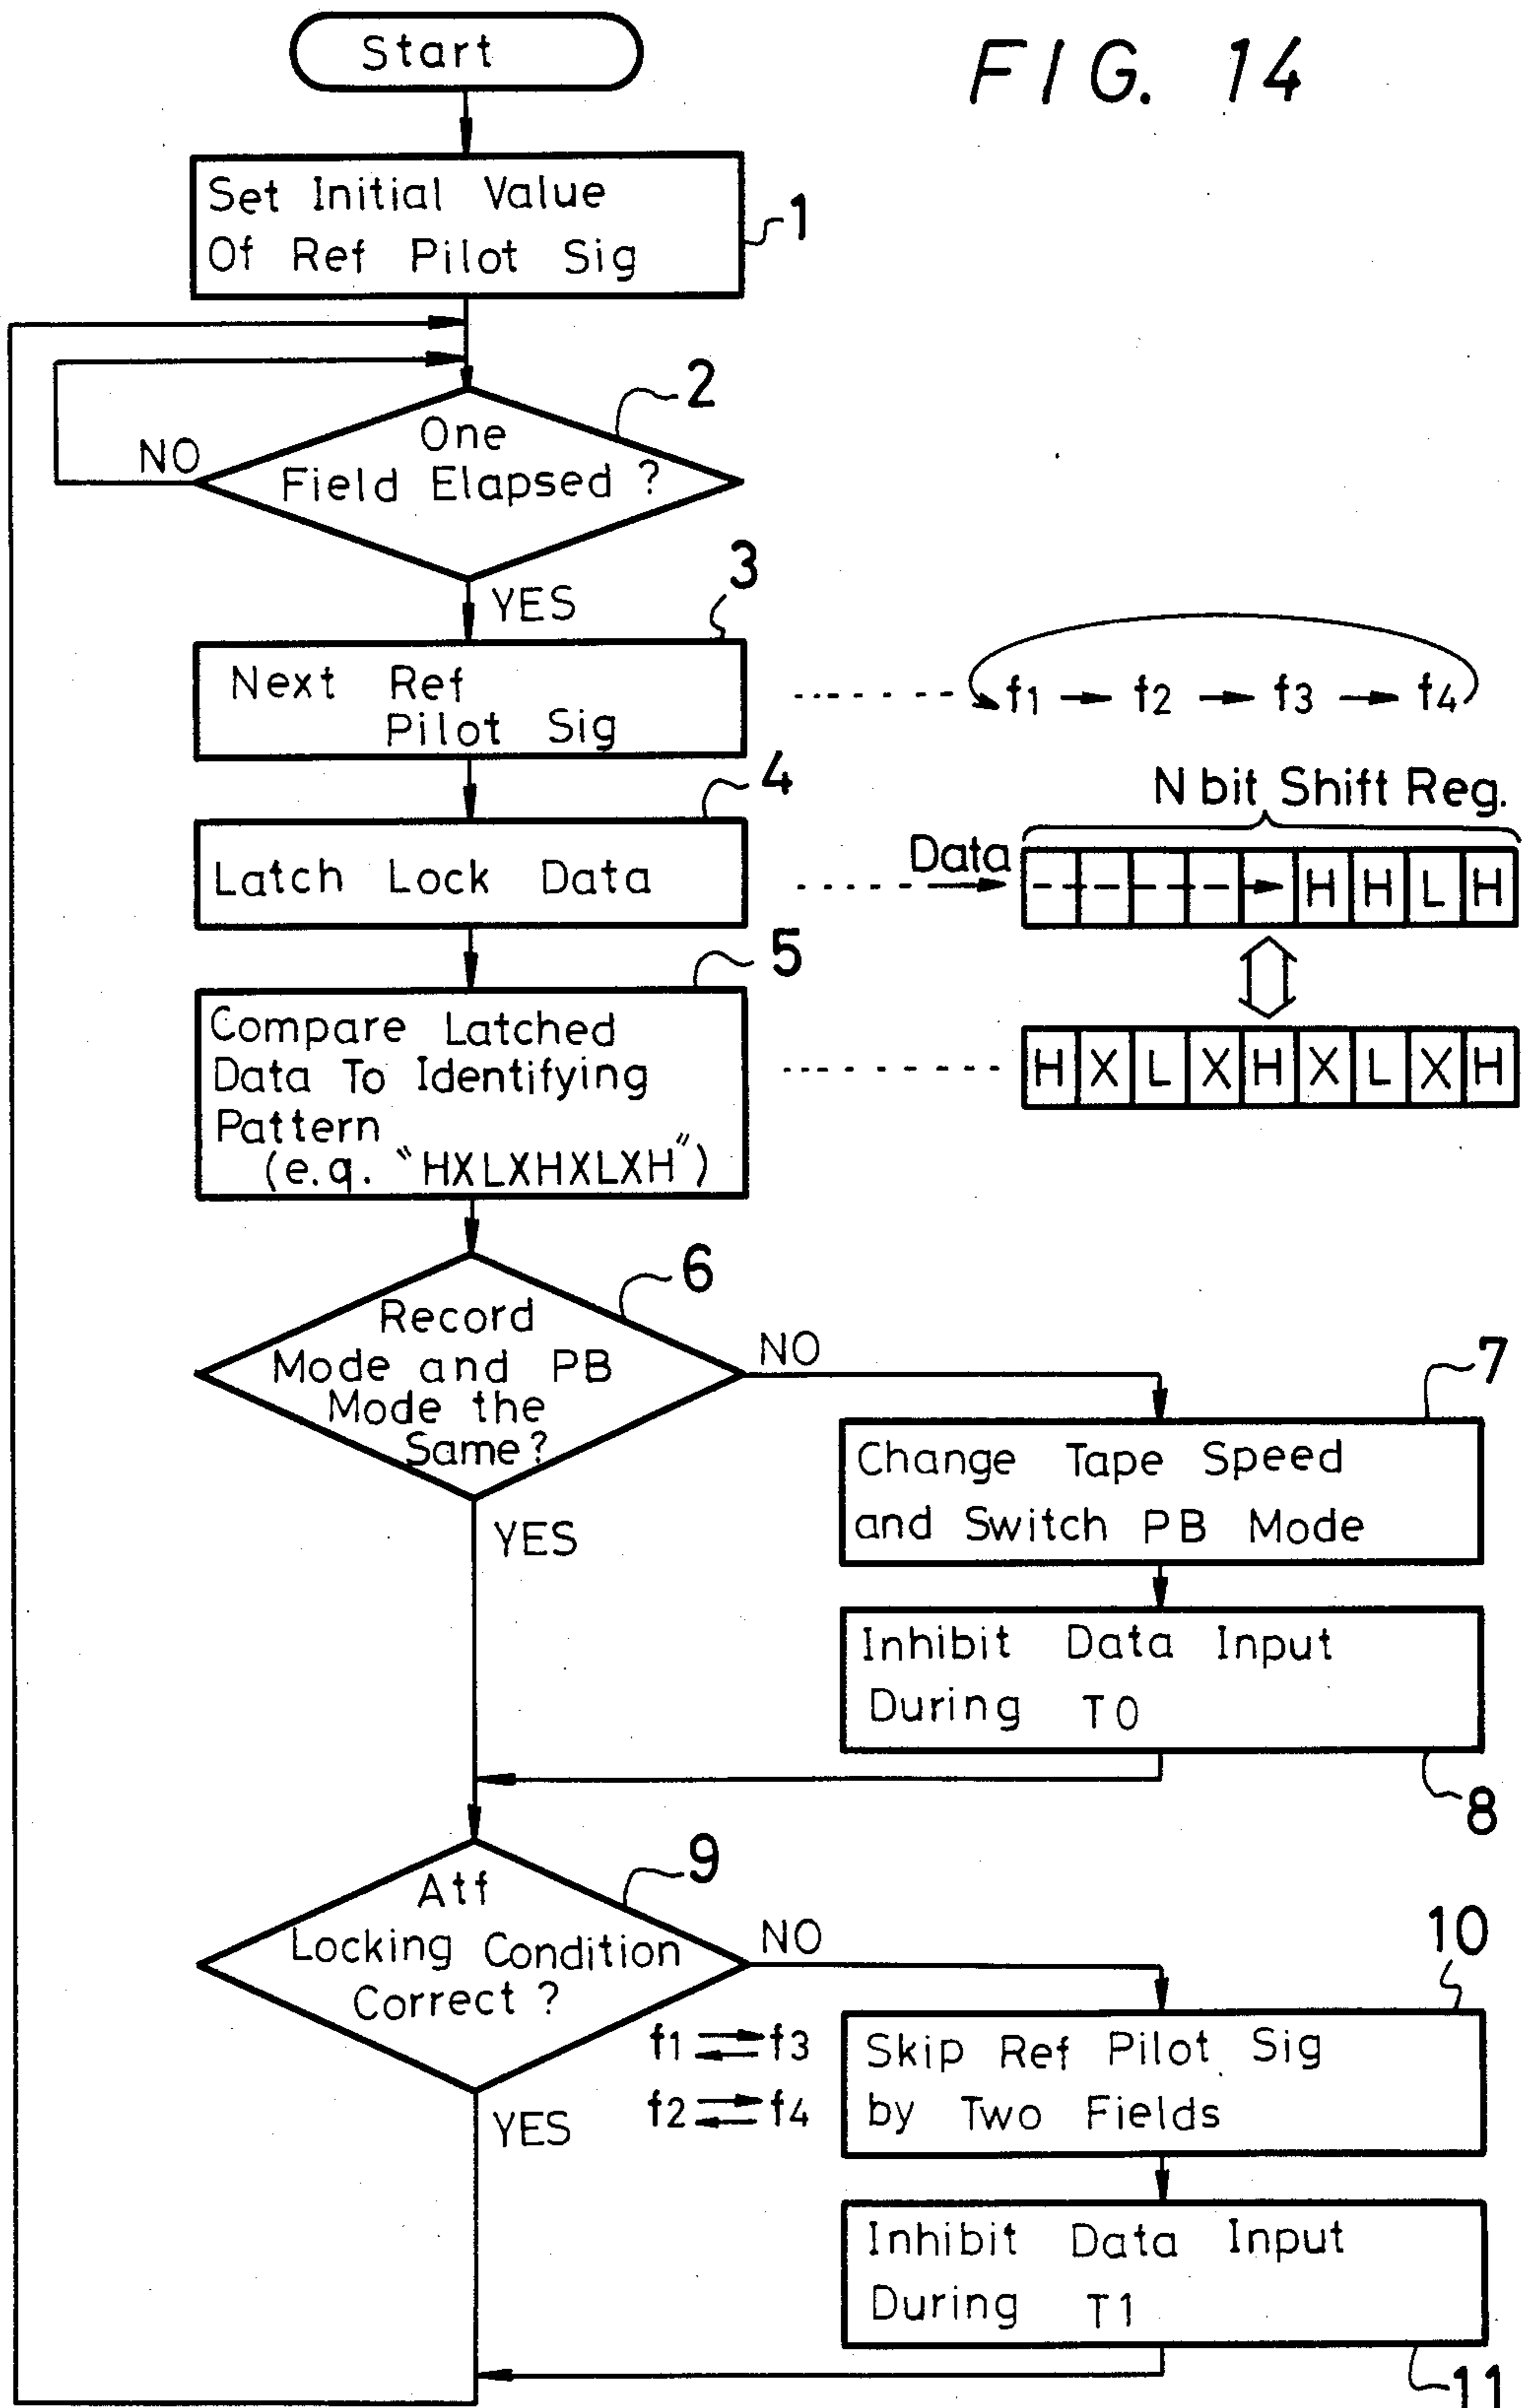 FIG. 14
Start
Set Initial Value
Of Ref Pilot Sig
1
2
One
Field Elapsed ?
NO
YES
3
Next Ref
Pilot Sig
f1 → f2 → f3 → f4
4
Latch Lock Data
N bit Shift Reg.
Data
H H L H
5
Compare Latched
Data To Identifying
Pattern
(e.q. "HXLXHXLXH")
H X L X H X L X H
6
Record
Mode and PB
Mode the
Same?
NO
YES
7
Change Tape Speed
and Switch PB Mode
Inhibit Data Input
During T0
8
9
Atf
Locking Condition
Correct ?
NO
YES
f1 ⇄ f3
f2 ⇄ f4
10
Skip Ref Pilot Sig
by Two Fields
Inhibit Data Input
During T1
11